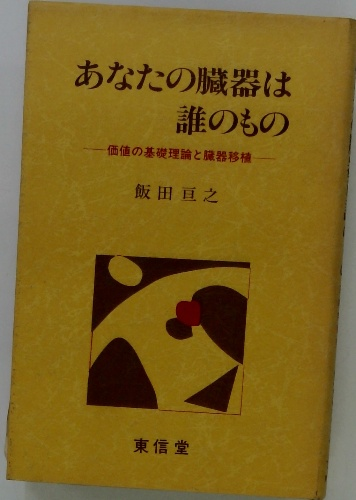 あなたの臓器は
誰のもの
―価値の基礎理論と臓器移植―
飯田亘之
東信堂